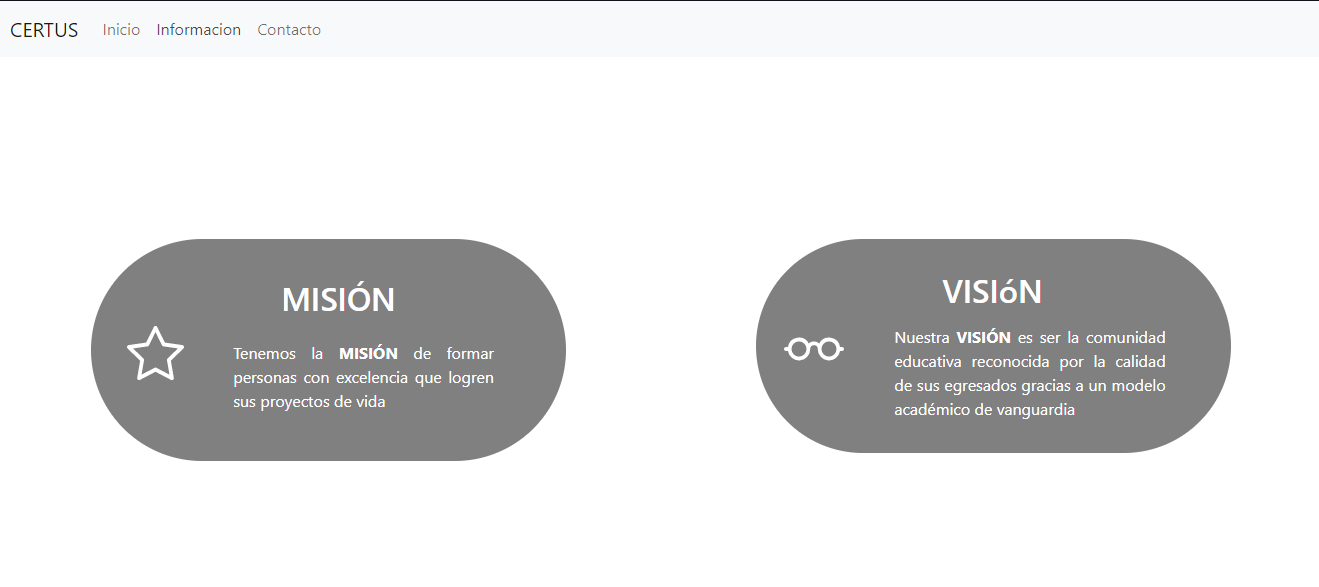 CERTUS Inicio Informacion Contacto
MISIÓN
Tenemos la MISIÓN de formar
personas con excelencia que logren
sus proyectos de vida
VISIóN
Nuestra VISIÓN es ser la comunidad
educativa reconocida por la calidad
de sus egresados gracias a un modelo
académico de vanguardia